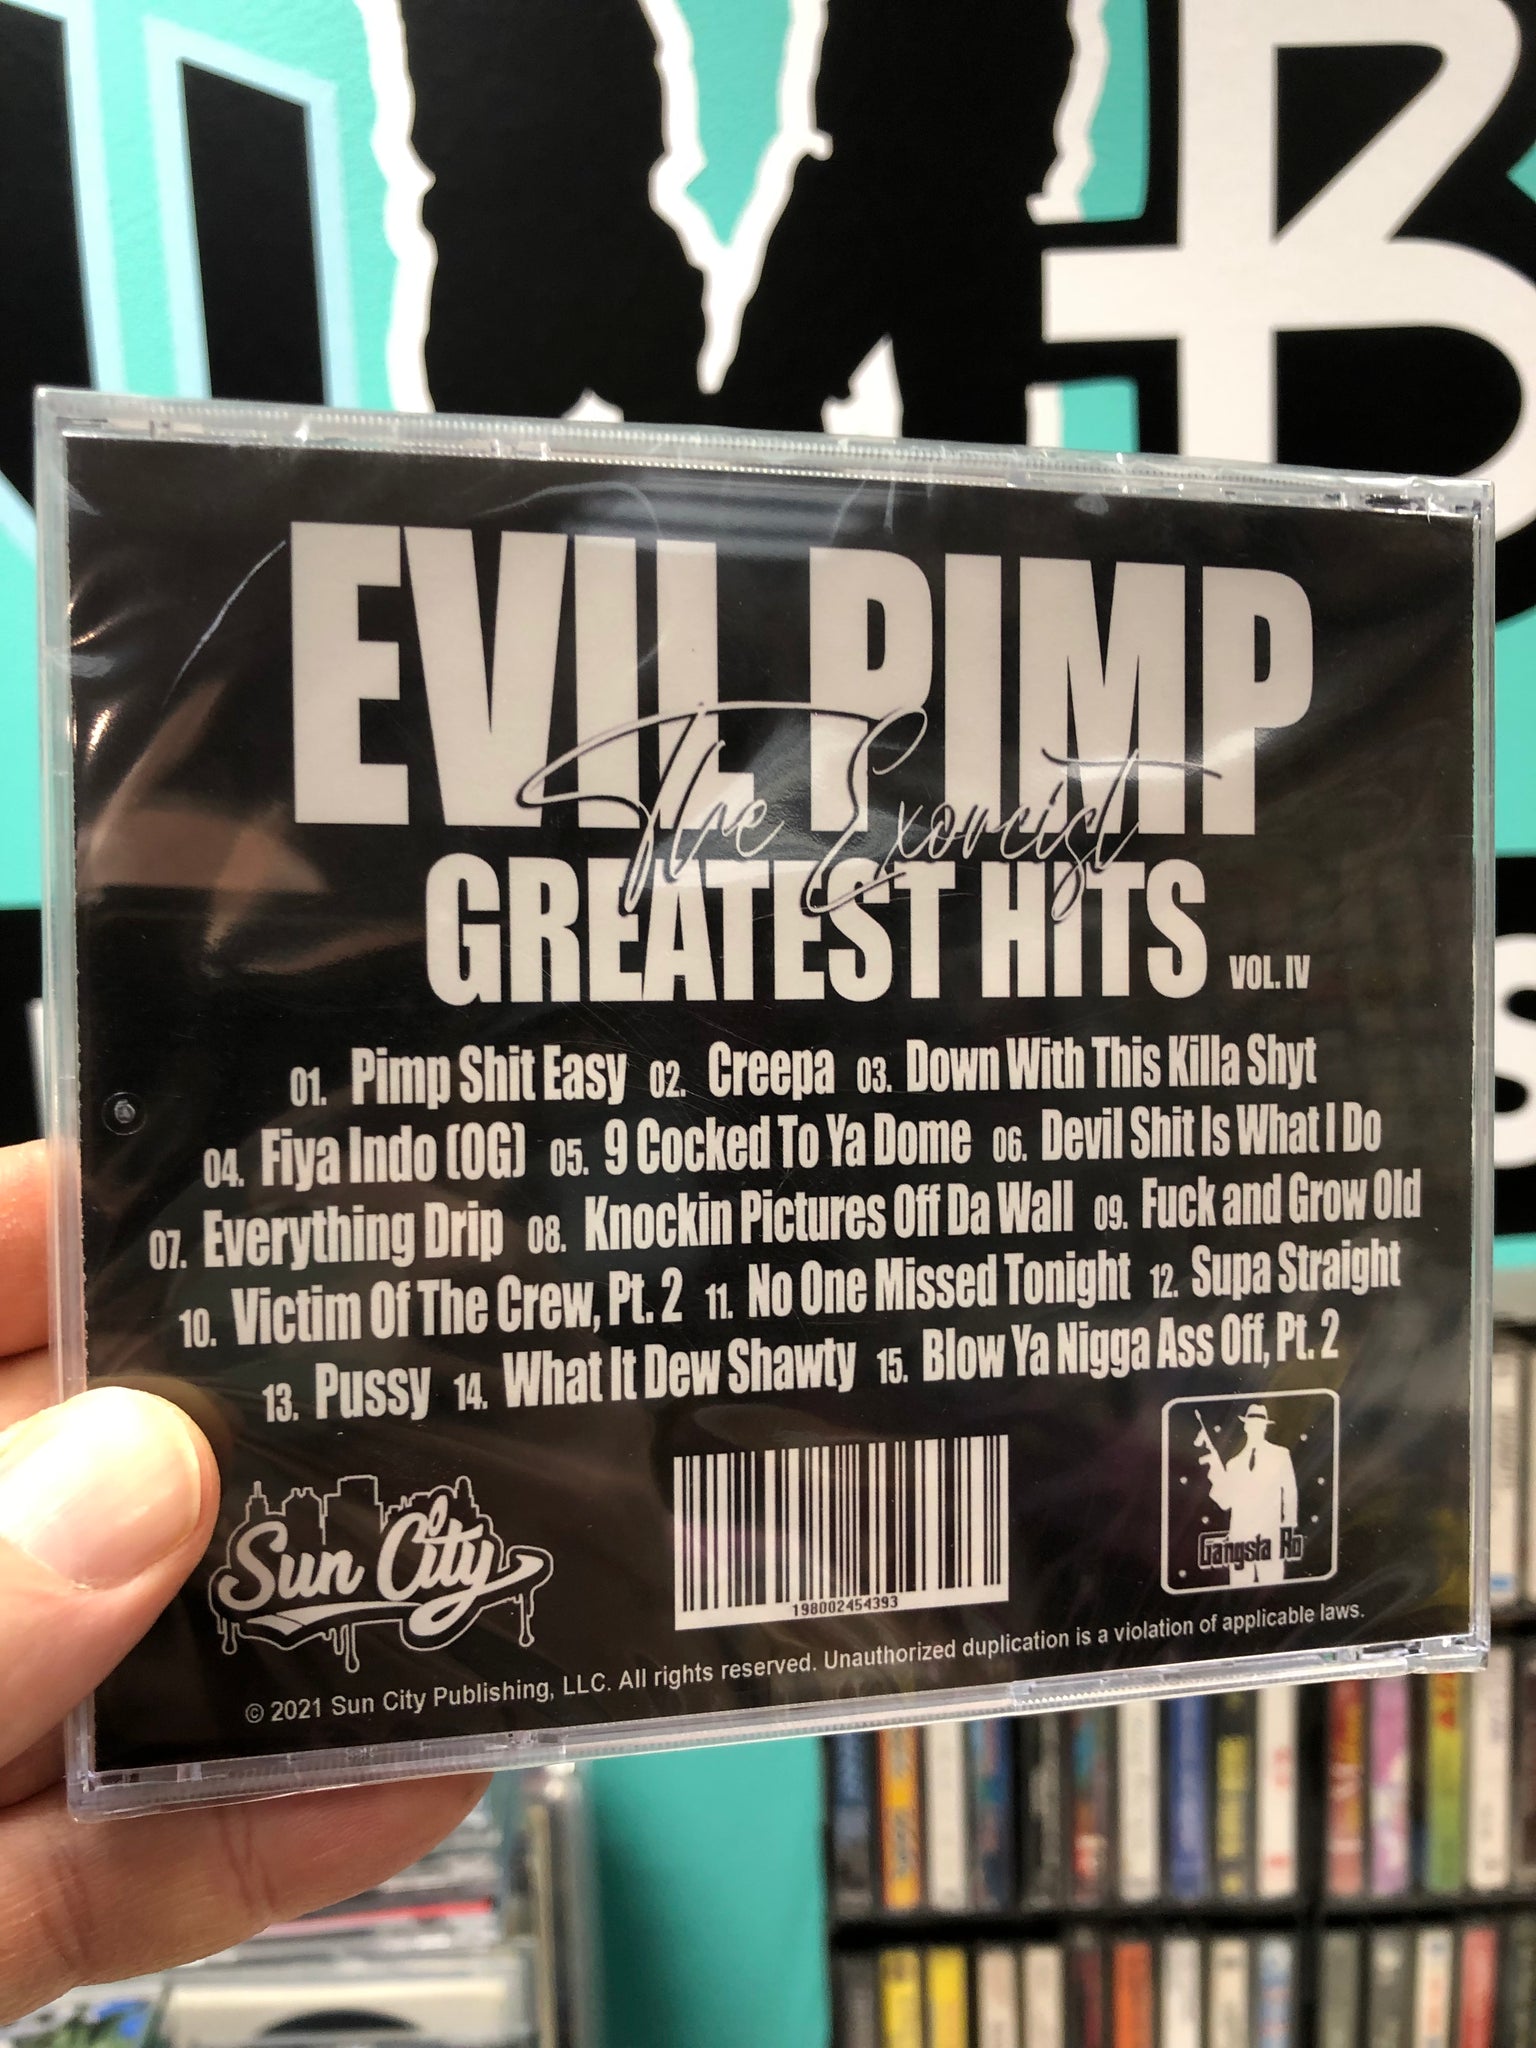 EVIL PIMP
The Exorcist
GREATEST HITS VOL. IV
01. Pimp Shit Easy 02. Creepa 03. Down With This Killa Shyt
04. Fiya Indo (OG) 05. 9 Cocked To Ya Dome 06. Devil Shit Is What I Do
07. Everything Drip 08. Knockin Pictures Off Da Wall 09. Fuck and Grow Old
10. Victim Of The Crew, Pt. 2 11. No One Missed Tonight 12. Supa Straight
13. Pussy 14. What It Dew Shawty 15. Blow Ya Nigga Ass Off, Pt. 2
Sun City
198002454393
Gangsta Ro
© 2021 Sun City Publishing, LLC. All rights reserved. Unauthorized duplication is a violation of applicable laws.